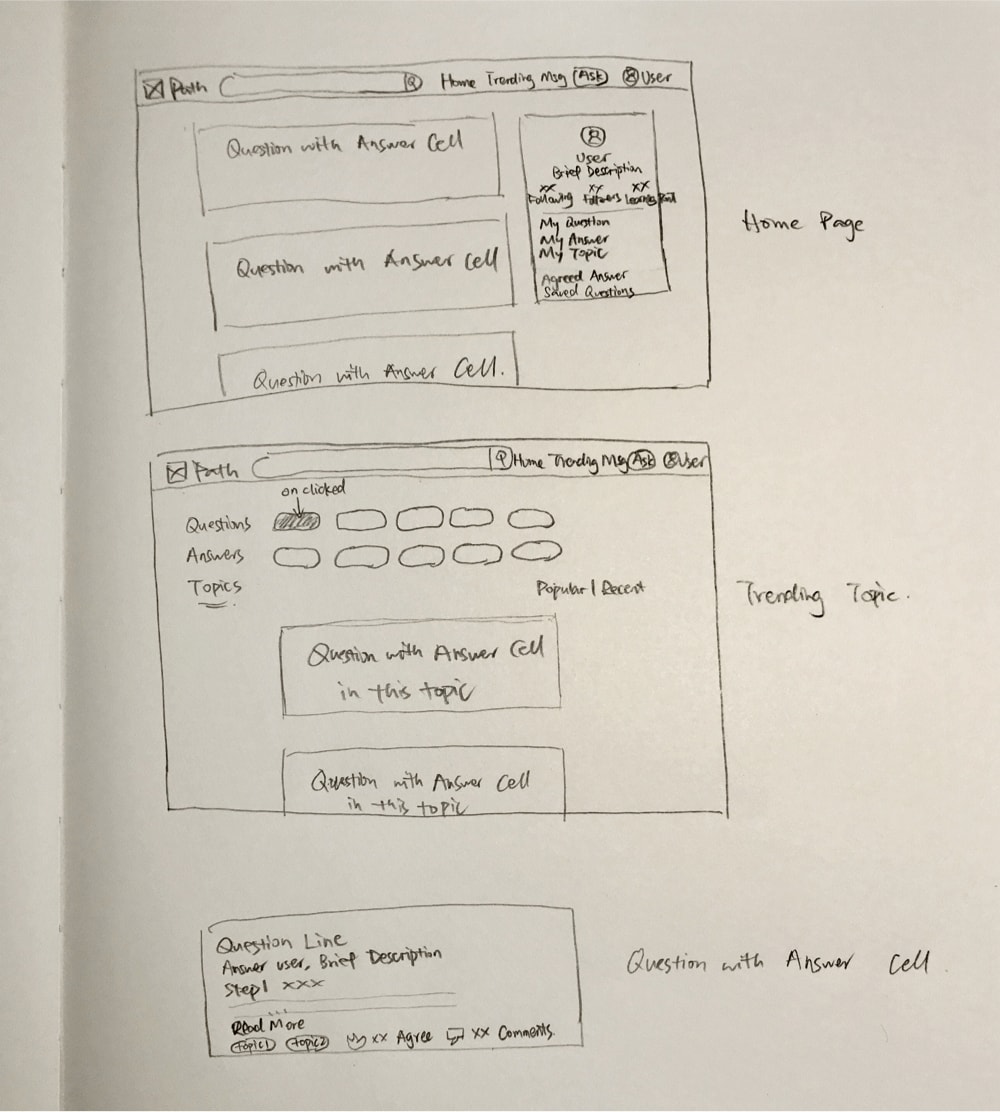 Path Home Trending Msg Ask User
Question with Answer Cell
Question with Answer Cell
Question with Answer Cell.
User
Brief Description
xx xy xx
Following Followers
My Question
My Answer
My Topic
Agreed Answer
Saved Questions
Home Page
Path Home Trending Msg Ask User
on clicked
Questions
Answers
Topics
Popular | Recent
Question with Answer Cell
in this topic
Question with Answer Cell
in this topic
Trending Topic.
Question Line
Answer user, Brief Description
Step1 xxx
...
Read More
Topic1 Topic2 xx Agree xx Comments
Question with Answer Cell.